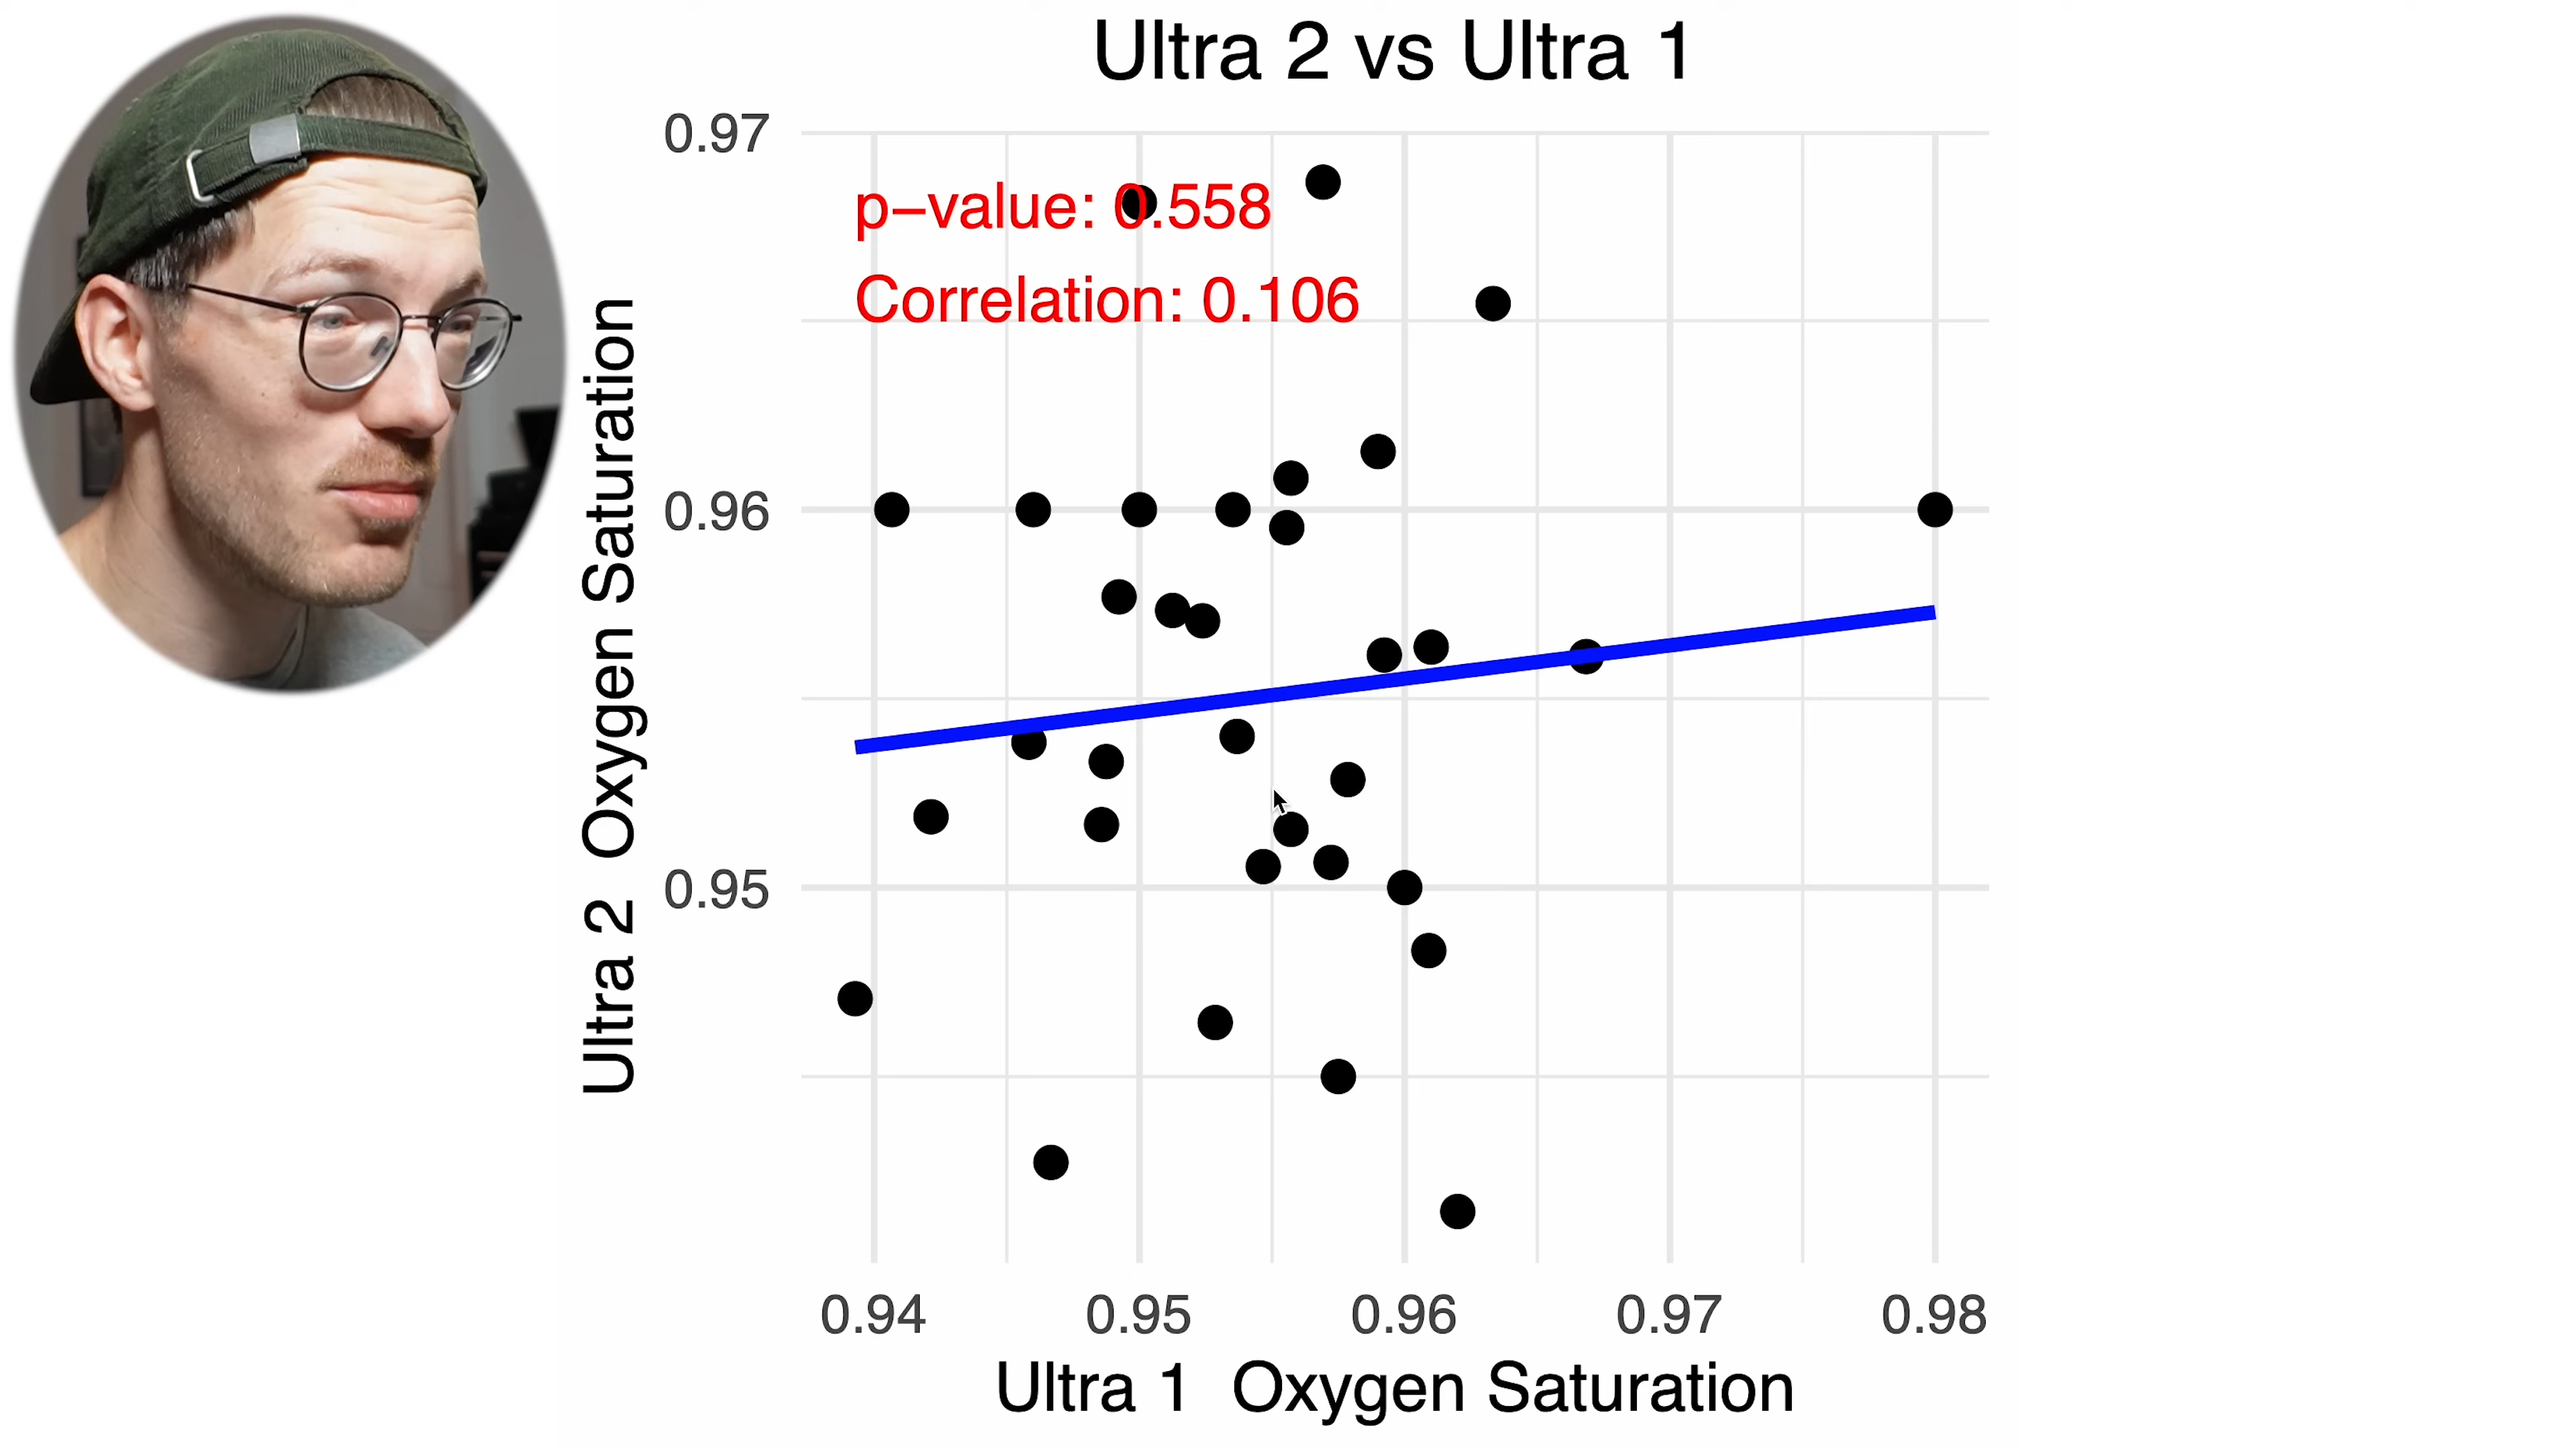 Ultra 2 vs Ultra 1
0.97
p−value: 0.558
Correlation: 0.106
0.96
0.95
Ultra 2 Oxygen Saturation
0.94 0.95 0.96 0.97 0.98
Ultra 1 Oxygen Saturation